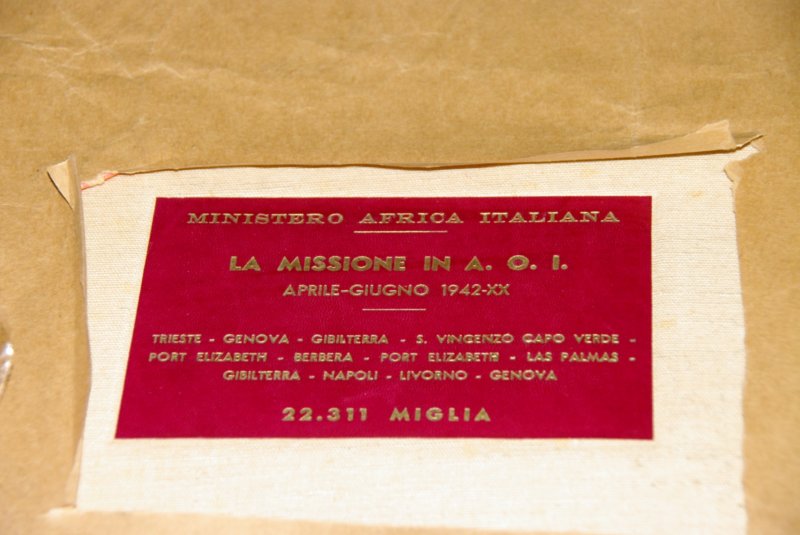 MINISTERO AFRICA ITALIANA
LA MISSIONE IN A. O. I.
APRILE-GIUGNO 1942-XX
TRIESTE - GENOVA - GIBILTERRA - S. VINCENZO CAPO VERDE -
PORT ELIZABETH - BERBERA - PORT ELIZABETH - LAS PALMAS -
GIBILTERRA - NAPOLI - LIVORNO - GENOVA
22.311 MIGLIA